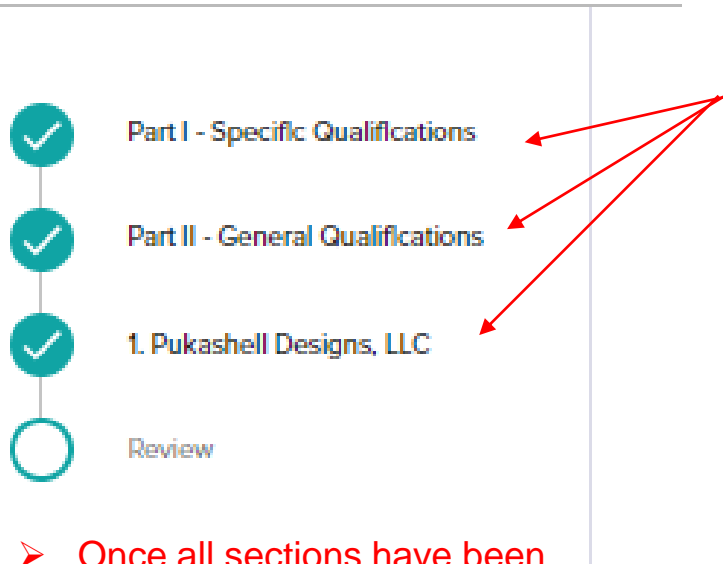 Part I - Specific Qualifications
Part II - General Qualifications
1. Pukashell Designs, LLC
Review
➢ Once all sections have been